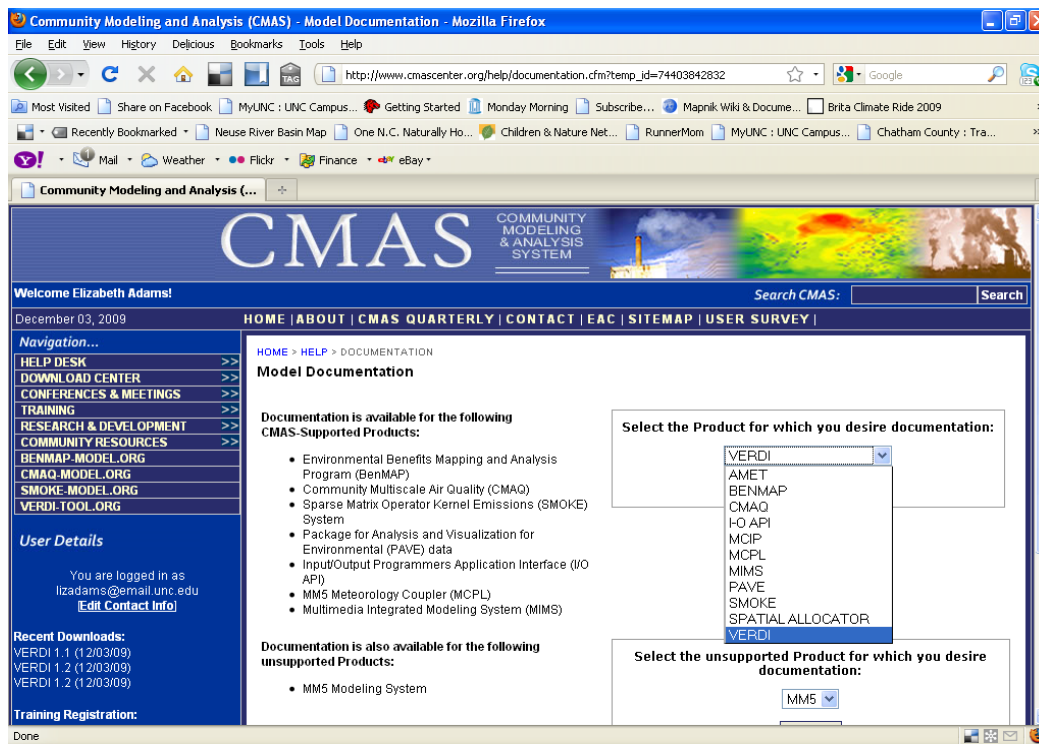 Community Modeling and Analysis (CMAS) - Model Documentation - Mozilla Firefox
File Edit View History Delicious Bookmarks Tools Help
TAG http://www.cmascenter.org/help/documentation.cfm?temp_id=74403842832 Google
Most Visited Share on Facebook MyUNC : UNC Campus... Getting Started Monday Morning Subscribe... Mapnik Wiki & Docume... Brita Climate Ride 2009
Recently Bookmarked Neuse River Basin Map One N.C. Naturally Ho... Children & Nature Net... RunnerMom MyUNC : UNC Campus... Chatham County : Tra...
Y! Mail Weather Flickr Finance eBay
Community Modeling and Analysis (...
CMAS
COMMUNITY
MODELING
& ANALYSIS
SYSTEM
Welcome Elizabeth Adams!
Search CMAS: Search
December 03, 2009
HOME |ABOUT | CMAS QUARTERLY | CONTACT | EAC | SITEMAP | USER SURVEY |
Navigation...
HELP DESK >>
DOWNLOAD CENTER >>
CONFERENCES & MEETINGS >>
TRAINING >>
RESEARCH & DEVELOPMENT >>
COMMUNITY RESOURCES >>
BENMAP-MODEL.ORG
CMAQ-MODEL.ORG
SMOKE-MODEL.ORG
VERDI-TOOL.ORG
User Details
You are logged in as
lizadams@email.unc.edu
[Edit Contact Info]
Recent Downloads:
VERDI 1.1 (12/03/09)
VERDI 1.2 (12/03/09)
VERDI 1.2 (12/03/09)
Training Registration:
HOME > HELP > DOCUMENTATION
Model Documentation
Documentation is available for the following
CMAS-Supported Products:
• Environmental Benefits Mapping and Analysis
Program (BenMAP)
• Community Multiscale Air Quality (CMAQ)
• Sparse Matrix Operator Kernel Emissions (SMOKE)
System
• Package for Analysis and Visualization for
Environmental (PAVE) data
• Input/Output Programmers Application Interface (I/O
API)
• MM5 Meteorology Coupler (MCPL)
• Multimedia Integrated Modeling System (MIMS)
Documentation is also available for the following
unsupported Products:
• MM5 Modeling System
Select the Product for which you desire documentation:
VERDI
AMET
BENMAP
CMAQ
I-O API
MCIP
MCPL
MIMS
PAVE
SMOKE
SPATIAL ALLOCATOR
VERDI
Select the unsupported Product for which you desire
documentation:
MM5
Done